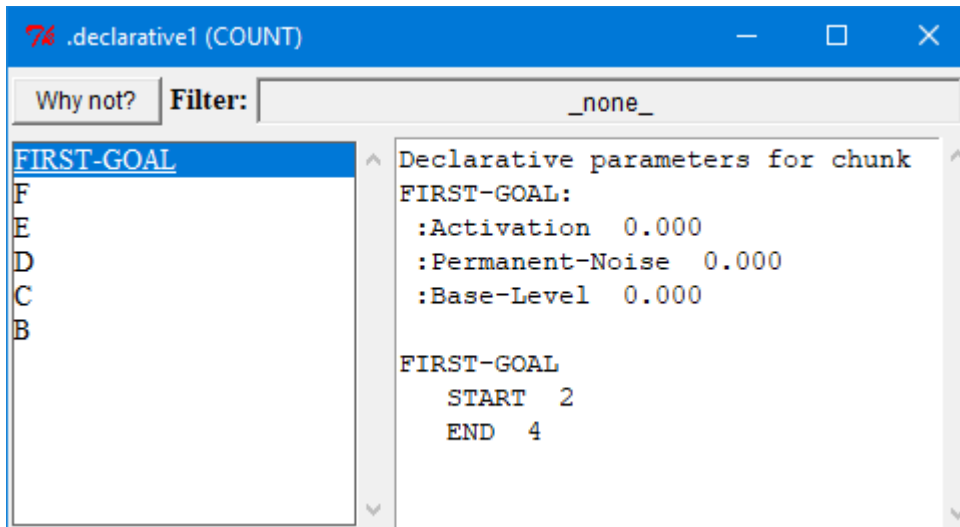 .declarative1 (COUNT)
Why not? Filter: _none_
FIRST-GOAL
F
E
D
C
B
Declarative parameters for chunk
FIRST-GOAL:
:Activation 0.000
:Permanent-Noise 0.000
:Base-Level 0.000
FIRST-GOAL
START 2
END 4